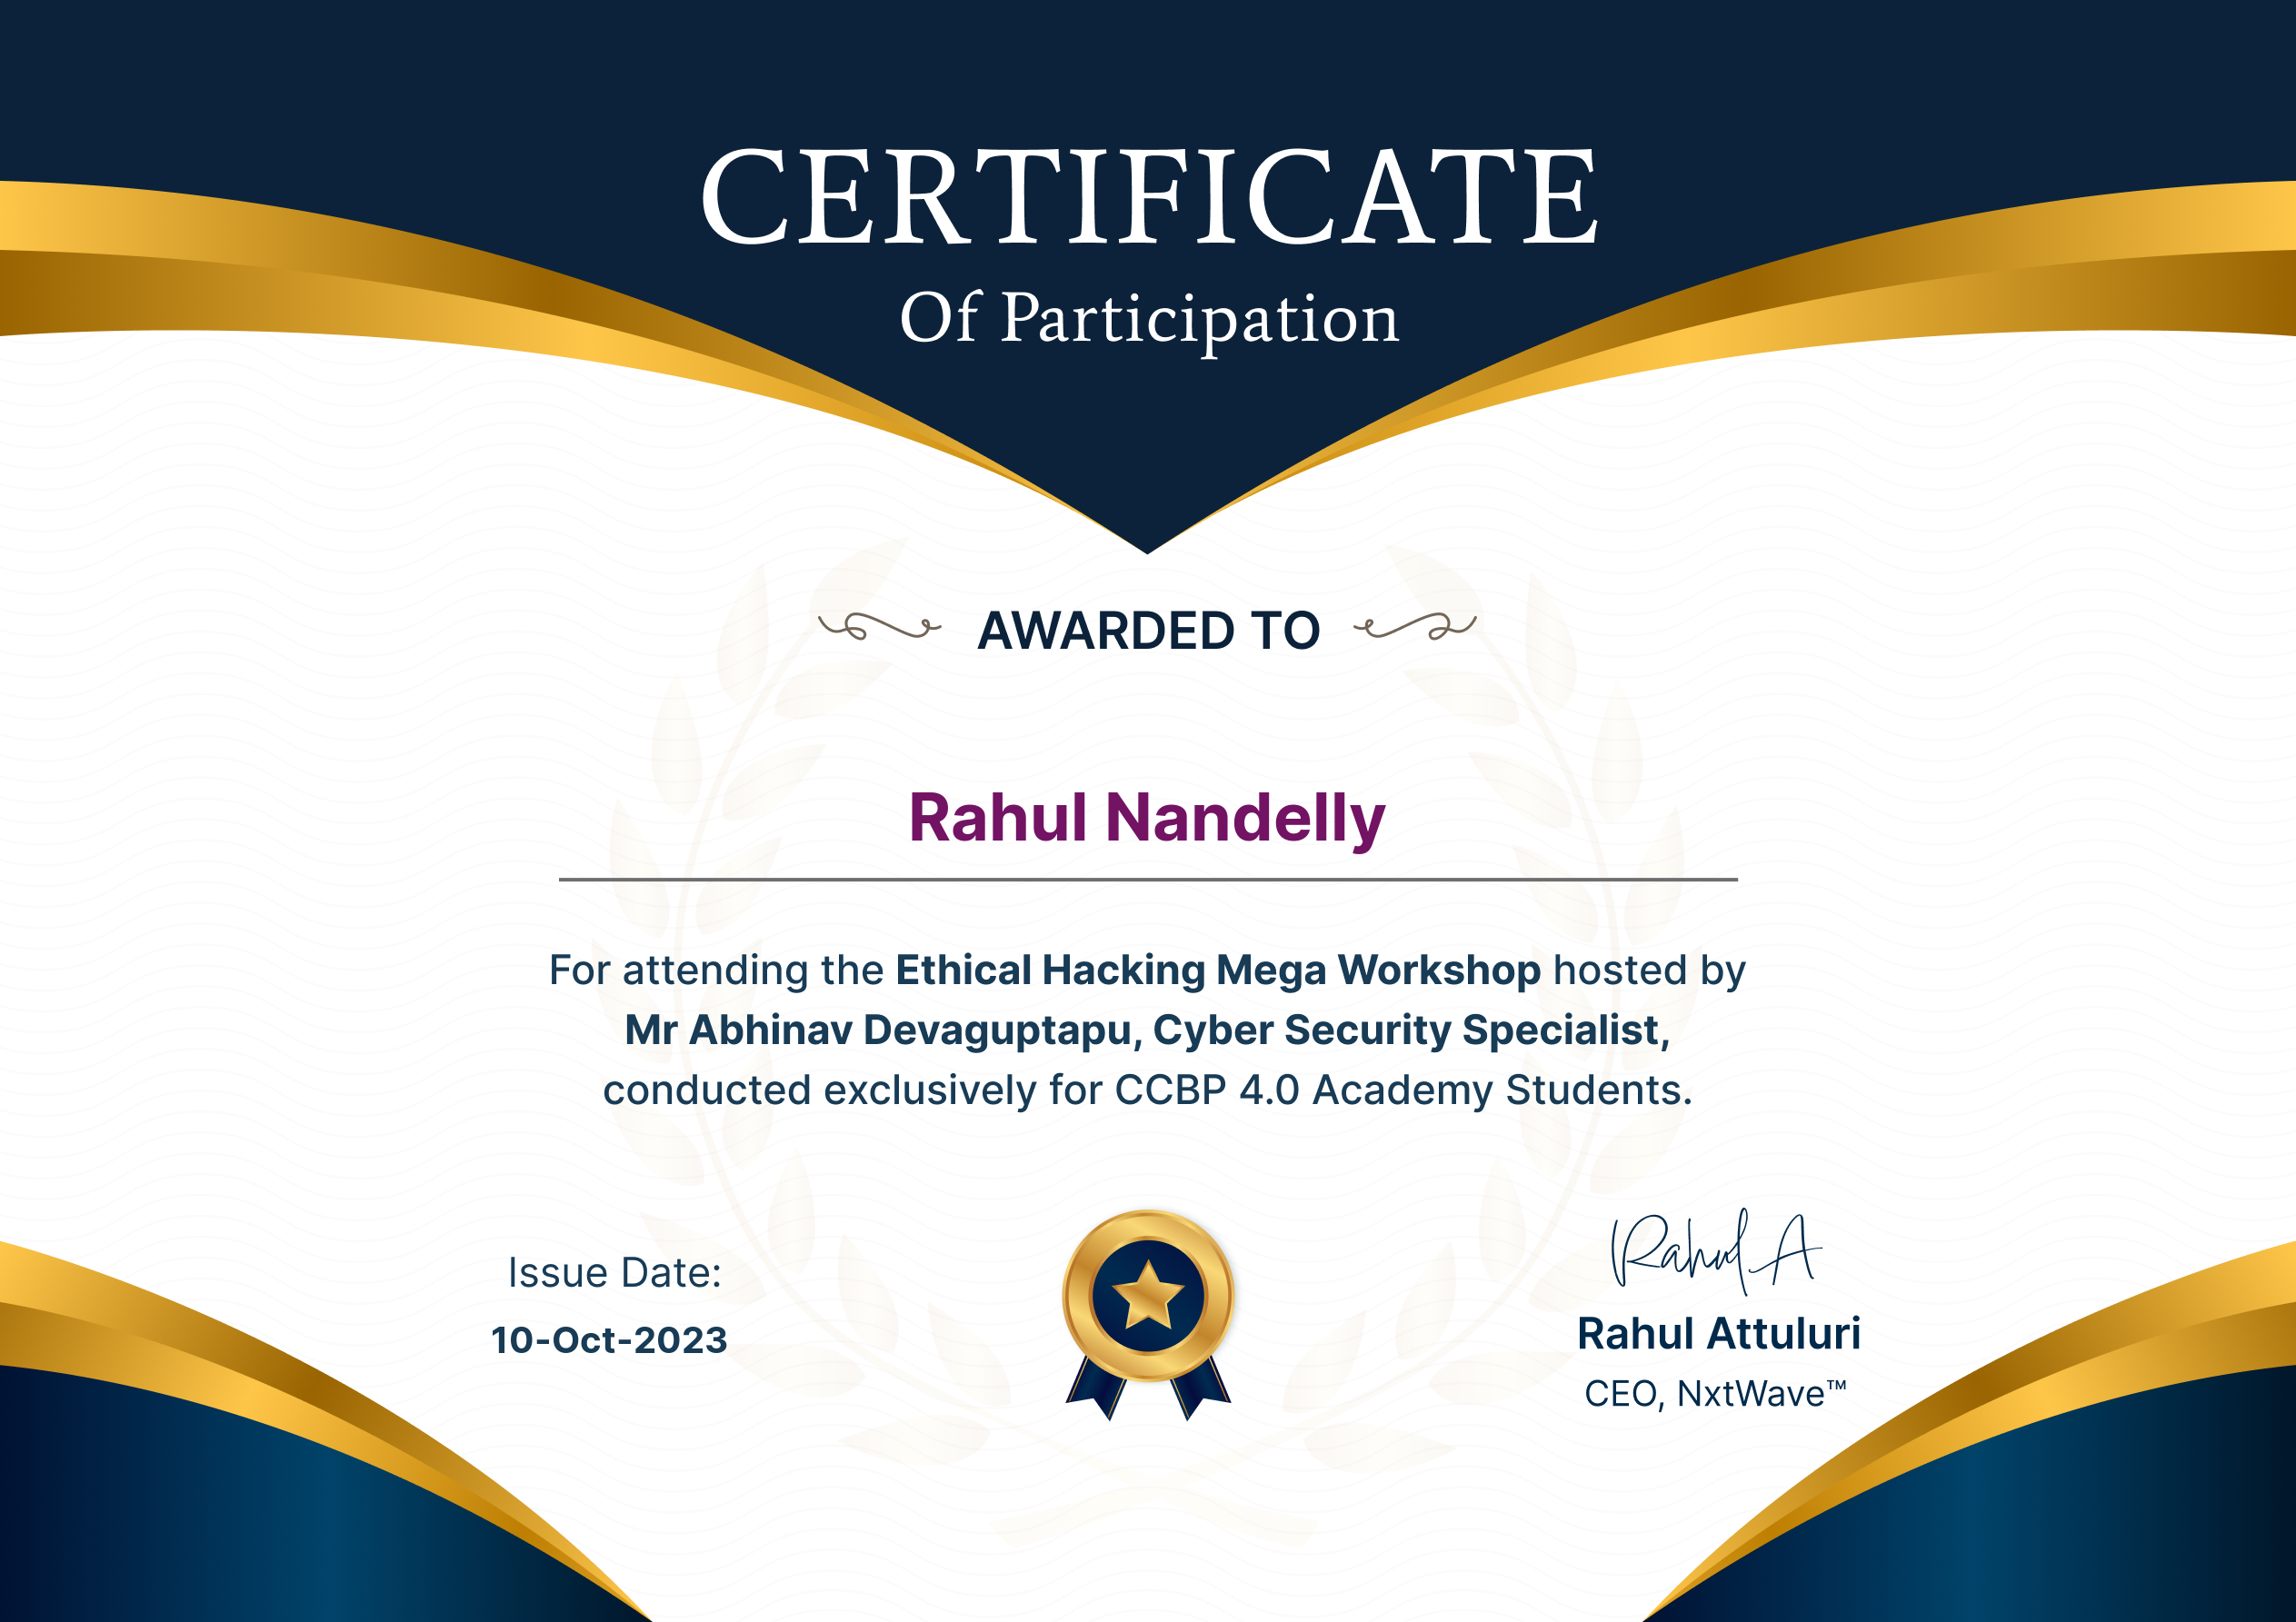 CERTIFICATE
Of Participation
AWARDED TO
Rahul Nandelly
For attending the Ethical Hacking Mega Workshop hosted by
Mr Abhinav Devaguptapu, Cyber Security Specialist,
conducted exclusively for CCBP 4.0 Academy Students.
Issue Date:
10-Oct-2023
Rahul A
Rahul Attuluri
CEO, NxtWave™